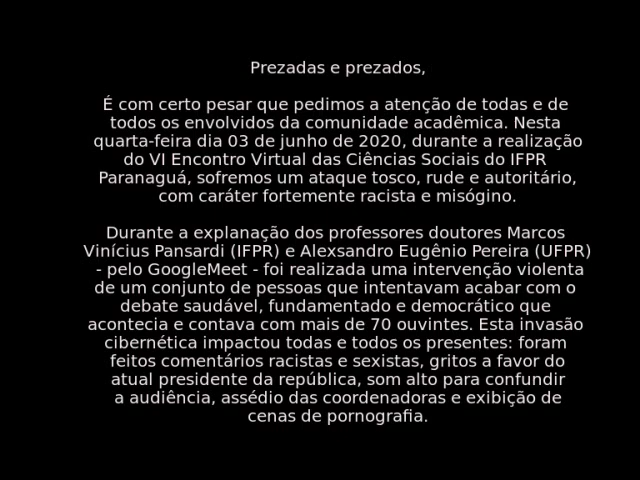 Prezadas e prezados,
É com certo pesar que pedimos a atenção de todas e de
todos os envolvidos da comunidade acadêmica. Nesta
quarta-feira dia 03 de junho de 2020, durante a realização
do VI Encontro Virtual das Ciências Sociais do IFPR
Paranaguá, sofremos um ataque tosco, rude e autoritário,
com caráter fortemente racista e misógino.
Durante a explanação dos professores doutores Marcos
Vinícius Pansardi (IFPR) e Alexsandro Eugênio Pereira (UFPR)
- pelo GoogleMeet - foi realizada uma intervenção violenta
de um conjunto de pessoas que intentavam acabar com o
debate saudável, fundamentado e democrático que
acontecia e contava com mais de 70 ouvintes. Esta invasão
cibernética impactou todas e todos os presentes: foram
feitos comentários racistas e sexistas, gritos a favor do
atual presidente da república, som alto para confundir
a audiência, assédio das coordenadoras e exibição de
cenas de pornografia.